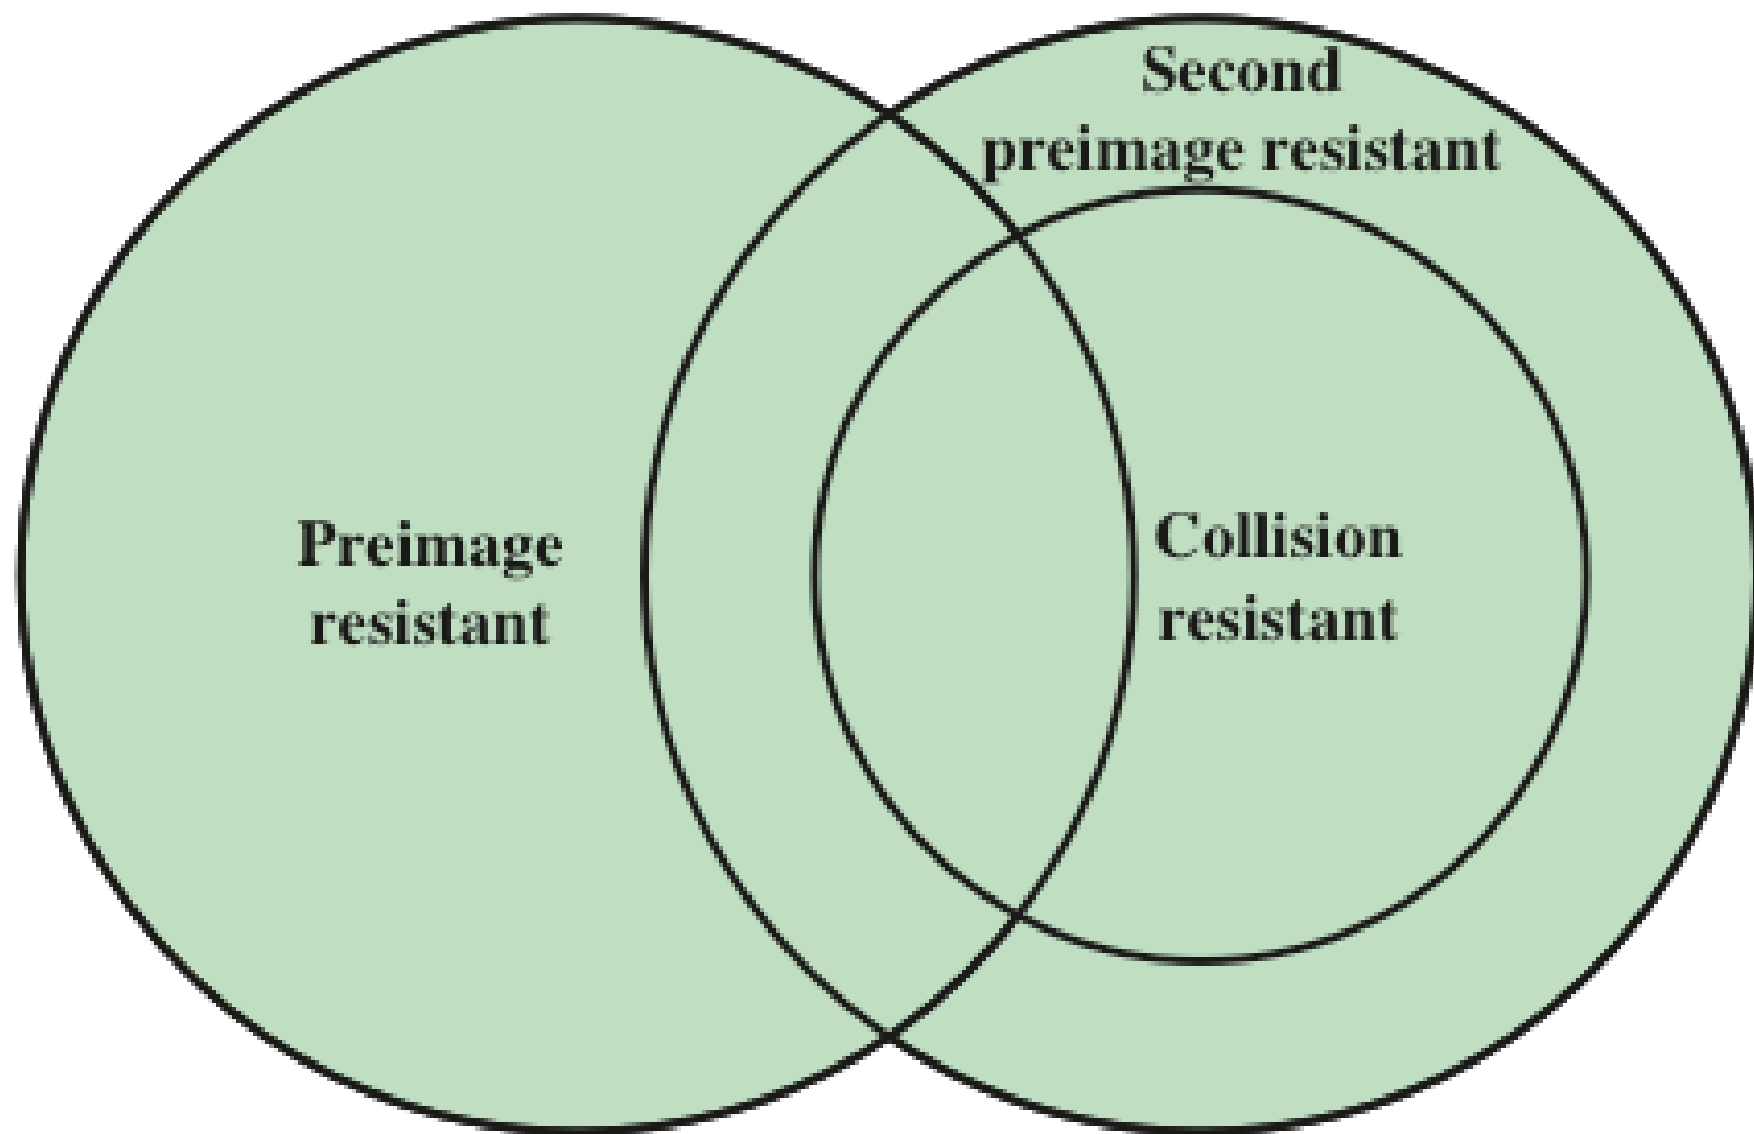 Second
preimage resistant
Preimage
resistant
Collision
resistant